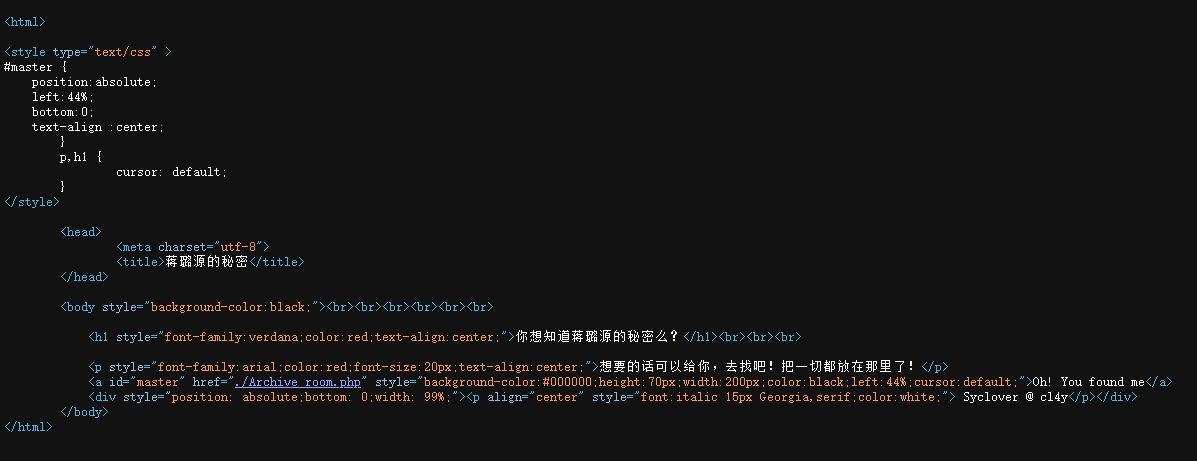 <html>
<style type="text/css" >
#master {
position:absolute;
left:44%;
bottom:0;
text-align :center;
}
p,h1 {
cursor: default;
}
</style>
<head>
<meta charset="utf-8">
<title>蒋璐源的秘密</title>
</head>
<body style="background-color:black;"><br><br><br><br><br><br>
<h1 style="font-family:verdana;color:red;text-align:center;">你想知道蒋璐源的秘密么？</h1><br><br><br>
<p style="font-family:arial;color:red;font-size:20px;text-align:center;">想要的话可以给你，去找吧！把一切都放在那里了！</p>
<a id="master" href="./Archive_room.php" style="background-color:#000000;height:70px;width:200px;color:black;left:44%;cursor:default;">Oh! You found me</a>
<div style="position: absolute;bottom: 0;width: 99%;"><p align="center" style="font:italic 15px Georgia,serif;color:white;"> Syclover @ cl4y</p></div>
</body>
</html>